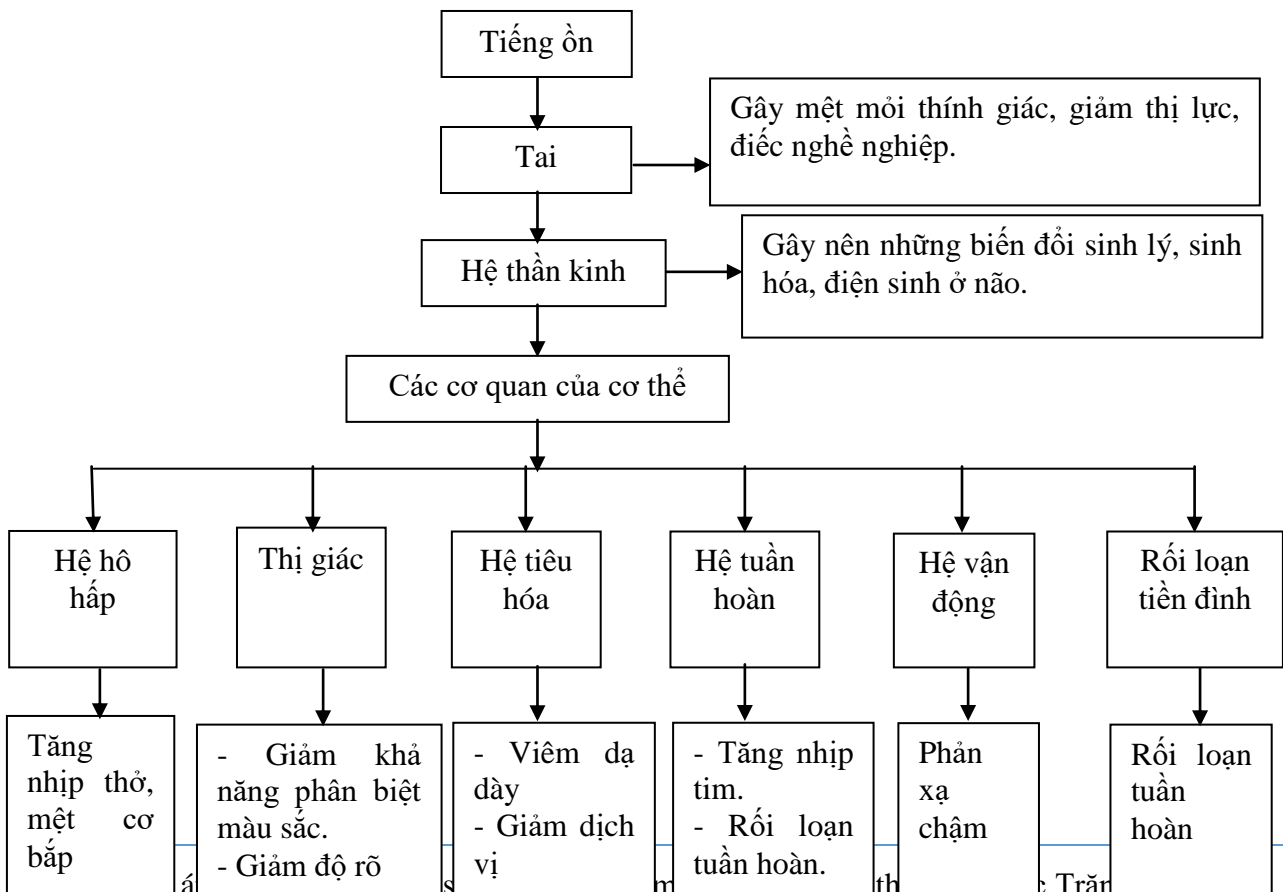 Tiếng ồn
Gây mệt mỏi thính giác, giảm thị lực,
điếc nghề nghiệp.
Tai
Gây nên những biến đổi sinh lý, sinh
hóa, điện sinh ở não.
Hệ thần kinh
Các cơ quan của cơ thể
Hệ hô
hấp
Thị giác
Hệ tiêu
hóa
Hệ tuần
hoàn
Hệ vận
động
Rối loạn
tiền đình
Tăng
nhịp thở,
mệt cơ
bắp
- Giảm khả
năng phân biệt
màu sắc.
- Giảm độ rõ
- Viêm dạ
dày
- Giảm dịch
vị
- Tăng nhịp
tim.
- Rối loạn
tuần hoàn.
Phản
xạ
chậm
Rối loạn
tuần
hoàn